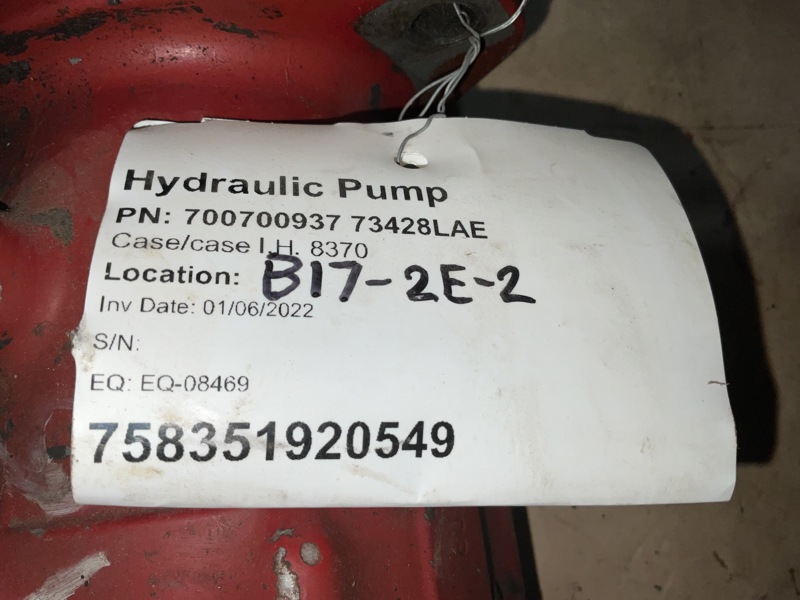 Hydraulic Pump
PN: 700700937 73428LAE
Case/case I.H. 8370
Location: B17-2E-2
Inv Date: 01/06/2022
S/N:
EQ: EQ-08469
758351920549